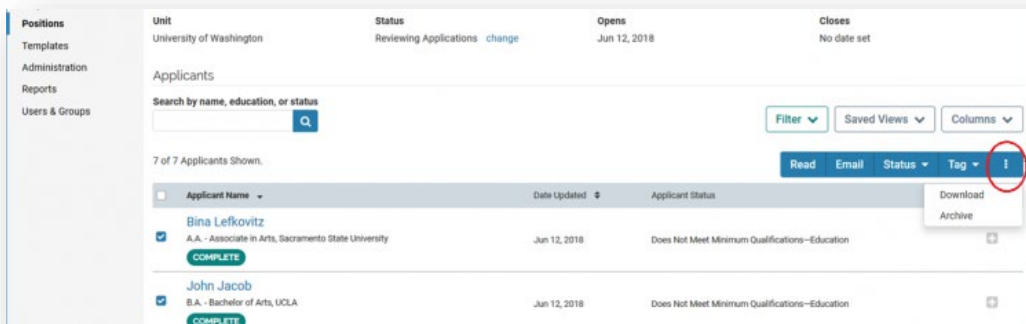 Positions
Templates
Administration
Reports
Users & Groups
Unit Status Opens Closes
University of Washington Reviewing Applications change Jun 12, 2018 No date set
Applicants
Search by name, education, or status
Filter Saved Views Columns
7 of 7 Applicants Shown.
Read Email Status Tag
Applicant Name Date Updated Applicant Status
Download
Archive
Bina Lefkovitz
A.A. - Associate in Arts, Sacramento State University Jun 12, 2018 Does Not Meet Minimum Qualifications—Education
COMPLETE
John Jacob
B.A. - Bachelor of Arts, UCLA Jun 12, 2018 Does Not Meet Minimum Qualifications—Education
COMPLETE